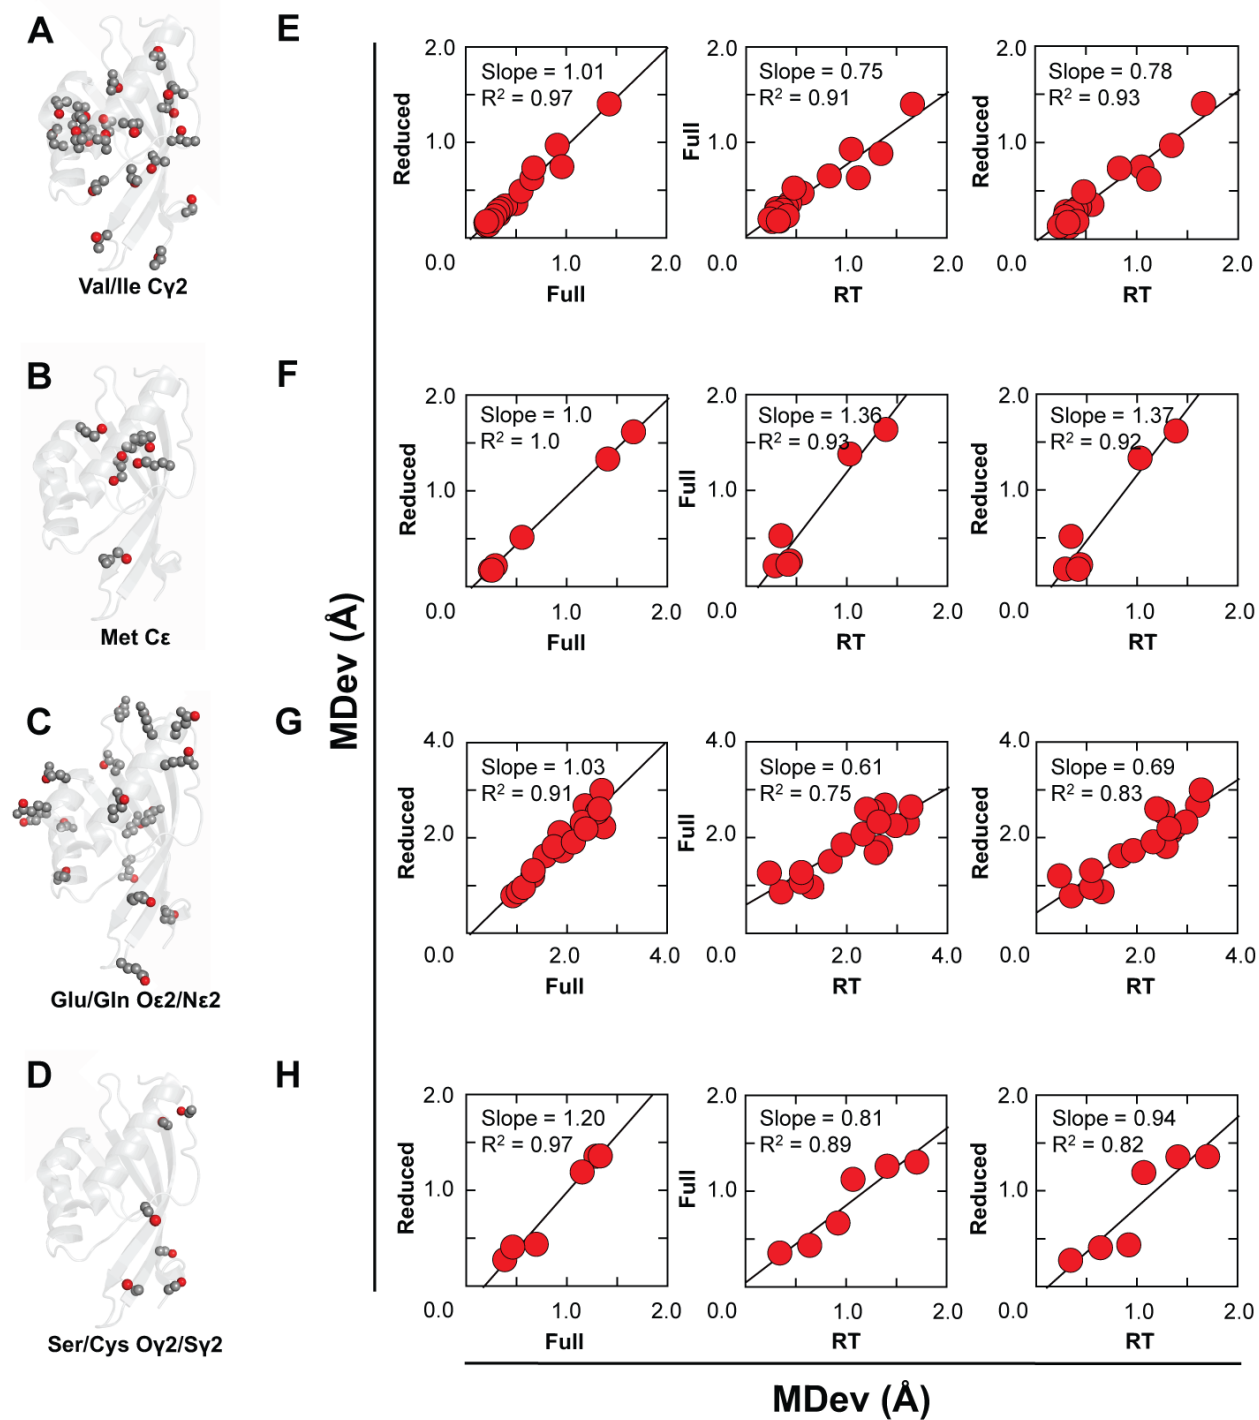 A
E
Slope = 1.01
R² = 0.97
Reduced
2.0
1.0
0.0
1.0
2.0
Full
Slope = 0.75
R² = 0.91
Full
2.0
1.0
0.0
1.0
2.0
RT
Slope = 0.78
R² = 0.93
Reduced
2.0
1.0
0.0
1.0
2.0
RT
Val/Ile Cγ2
B
F
Slope = 1.0
R² = 1.0
Reduced
2.0
1.0
0.0
1.0
2.0
Full
Slope = 1.36
R² = 0.93
Full
2.0
1.0
0.0
1.0
2.0
RT
Slope = 1.37
R² = 0.92
Reduced
2.0
1.0
0.0
1.0
2.0
RT
Met Cε
MDev (Å)
C
G
Slope = 1.03
R² = 0.91
Reduced
4.0
2.0
0.0
2.0
4.0
Full
Slope = 0.61
R² = 0.75
Full
4.0
2.0
0.0
2.0
4.0
RT
Slope = 0.69
R² = 0.83
Reduced
4.0
2.0
0.0
2.0
4.0
RT
Glu/Gln Oε2/Nε2
D
H
Slope = 1.20
R² = 0.97
Reduced
2.0
1.0
0.0
1.0
2.0
Full
Slope = 0.81
R² = 0.89
Full
2.0
1.0
0.0
1.0
2.0
RT
Slope = 0.94
R² = 0.82
Reduced
2.0
1.0
0.0
1.0
2.0
RT
Ser/Cys Oγ2/Sγ2
MDev (Å)